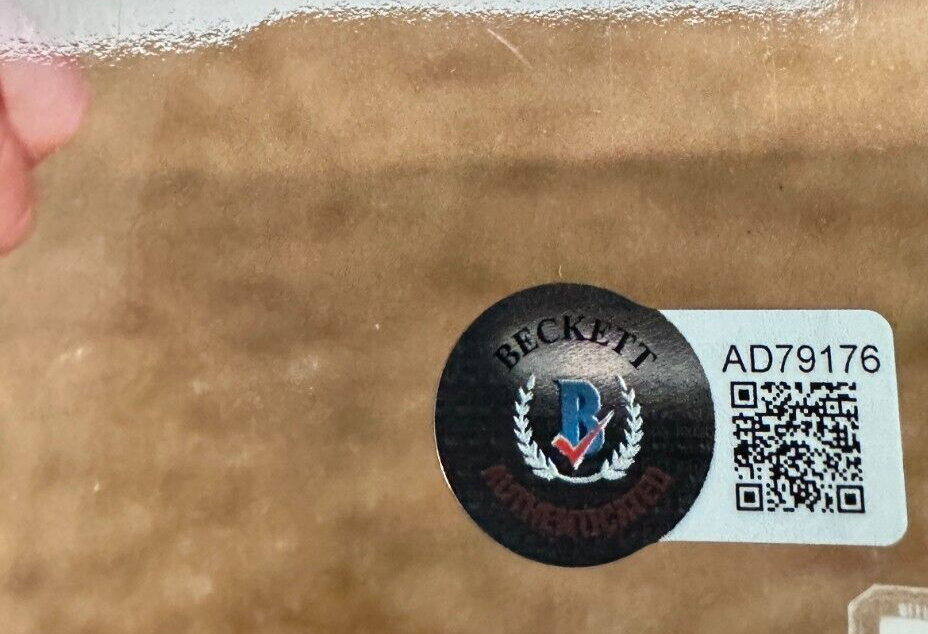 BECKETT
B
AUTHENTICATED
AD79176